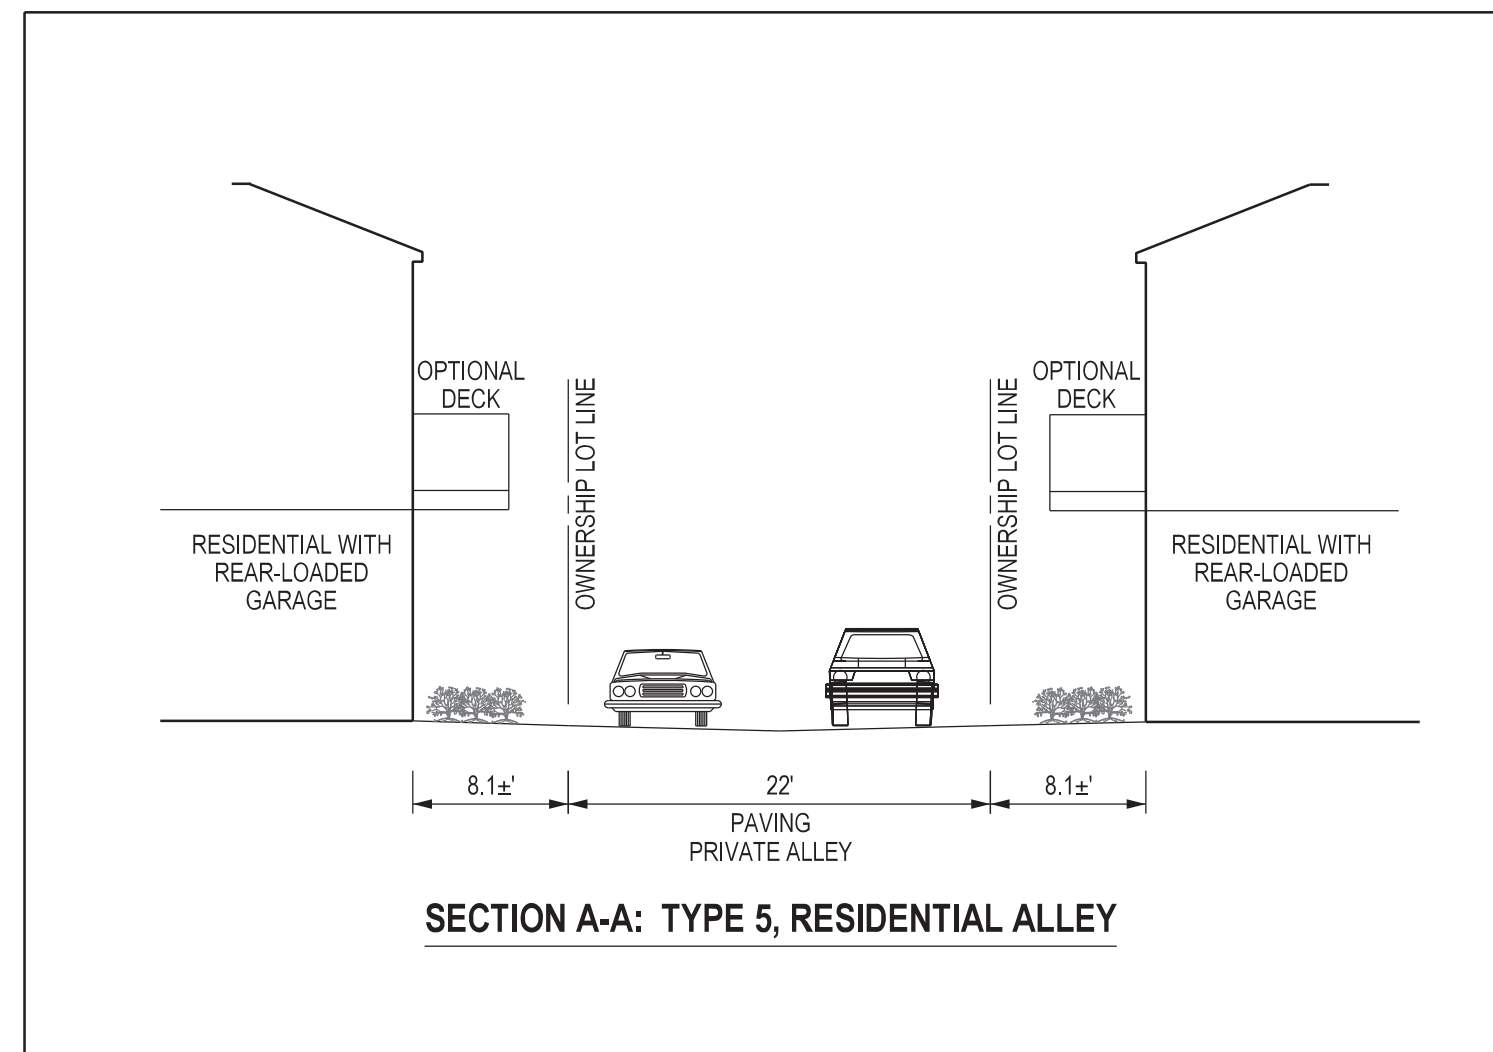 OPTIONAL
DECK
OWNERSHIP LOT LINE
OWNERSHIP LOT LINE
OPTIONAL
DECK
RESIDENTIAL WITH
REAR-LOADED
GARAGE
RESIDENTIAL WITH
REAR-LOADED
GARAGE
8.1±'
22'
8.1±'
PAVING
PRIVATE ALLEY
SECTION A-A: TYPE 5, RESIDENTIAL ALLEY